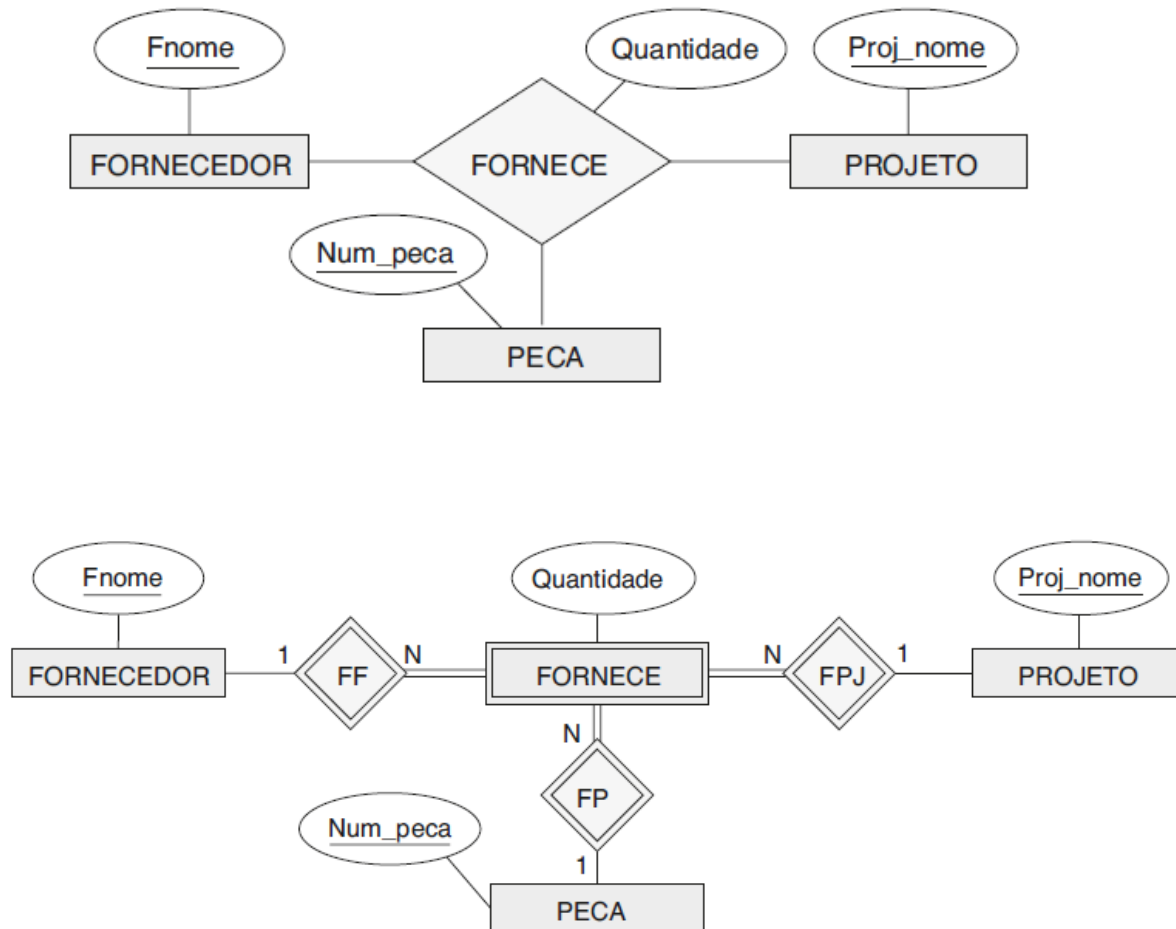 Fnome
Quantidade
Proj_nome
FORNECEDOR
FORNECE
PROJETO
Num_peca
PECA
Fnome
Quantidade
Proj_nome
FORNECEDOR
1
FF
N
FORNECE
N
FPJ
1
PROJETO
N
FP
Num_peca
1
PECA